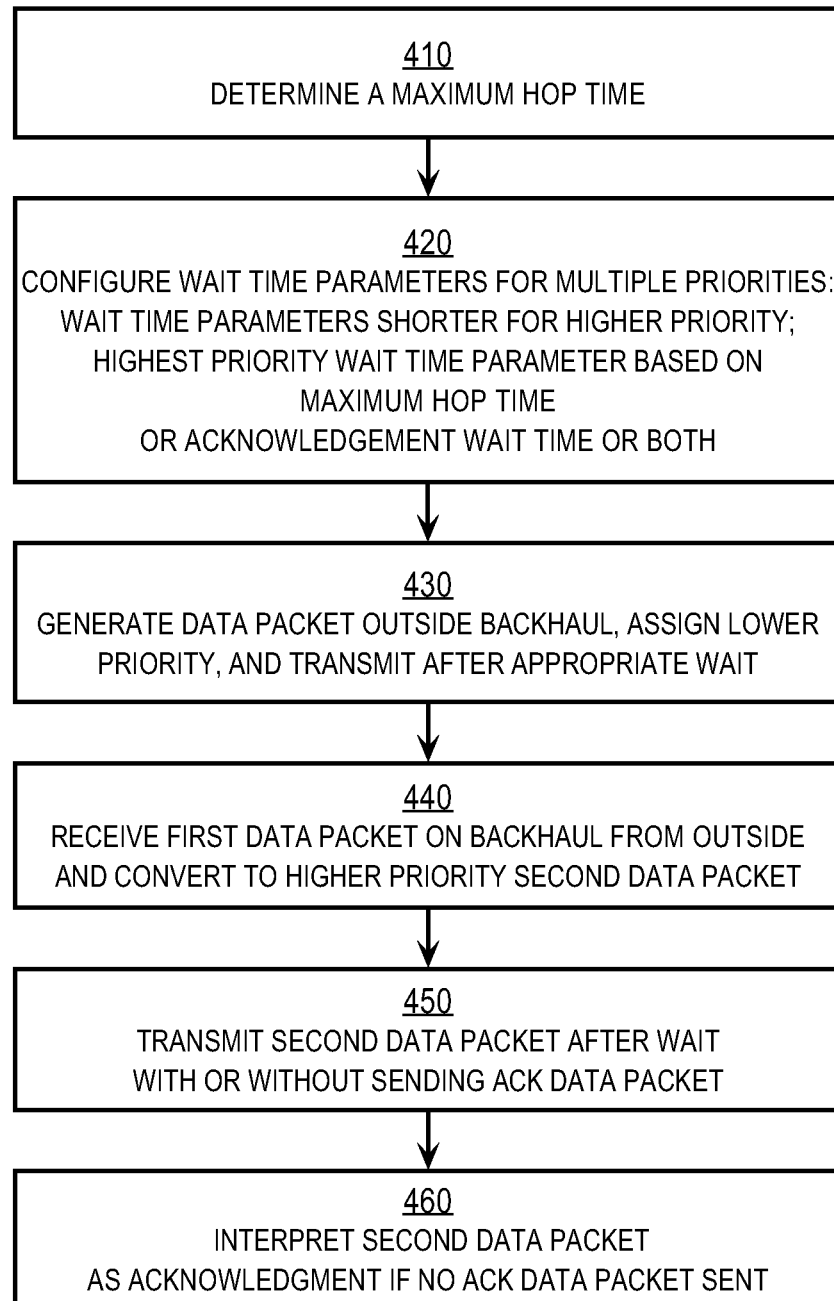 410
DETERMINE A MAXIMUM HOP TIME
420
CONFIGURE WAIT TIME PARAMETERS FOR MULTIPLE PRIORITIES:
WAIT TIME PARAMETERS SHORTER FOR HIGHER PRIORITY;
HIGHEST PRIORITY WAIT TIME PARAMETER BASED ON
MAXIMUM HOP TIME
OR ACKNOWLEDGEMENT WAIT TIME OR BOTH
430
GENERATE DATA PACKET OUTSIDE BACKHAUL, ASSIGN LOWER
PRIORITY, AND TRANSMIT AFTER APPROPRIATE WAIT
440
RECEIVE FIRST DATA PACKET ON BACKHAUL FROM OUTSIDE
AND CONVERT TO HIGHER PRIORITY SECOND DATA PACKET
450
TRANSMIT SECOND DATA PACKET AFTER WAIT
WITH OR WITHOUT SENDING ACK DATA PACKET
460
INTERPRET SECOND DATA PACKET
AS ACKNOWLEDGMENT IF NO ACK DATA PACKET SENT